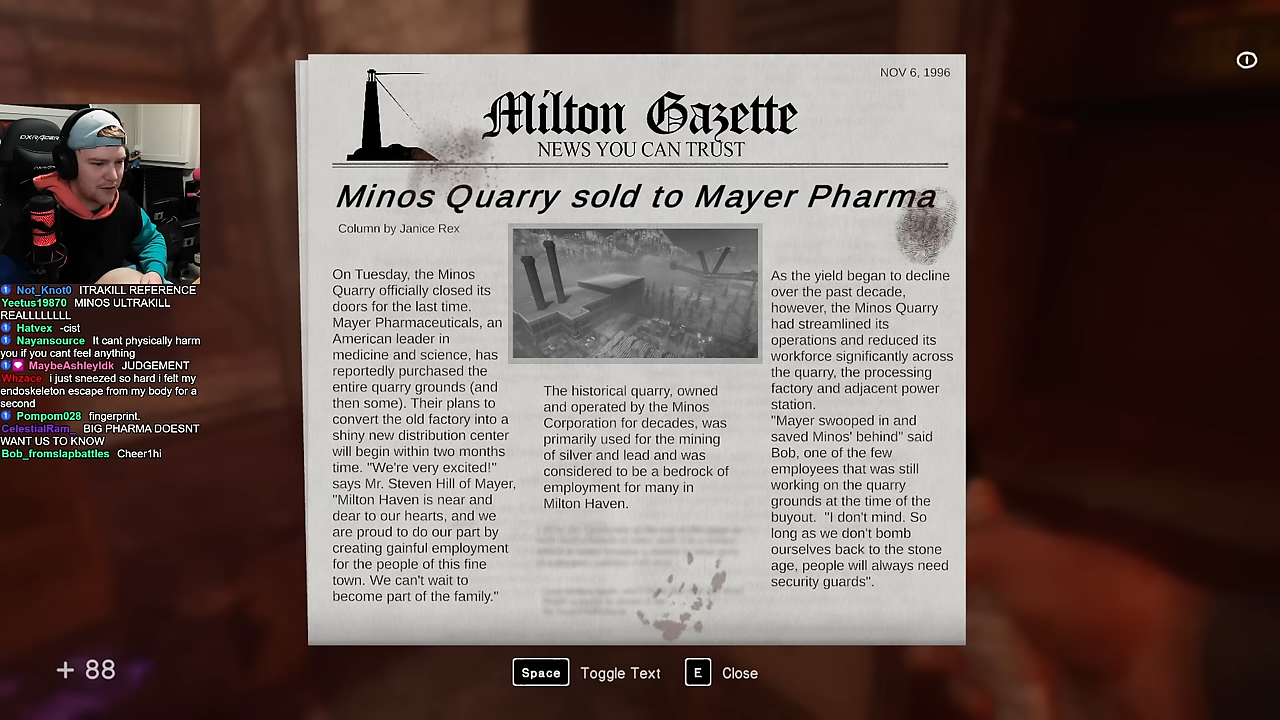 NOV 6, 1996
Milton Gazette
NEWS YOU CAN TRUST
Minos Quarry sold to Mayer Pharma
Column by Janice Rex
On Tuesday, the Minos
Quarry officially closed its
doors for the last time.
Mayer Pharmaceuticals, an
American leader in
medicine and science, has
reportedly purchased the
entire quarry grounds (and
then some). Their plans to
convert the old factory into a
shiny new distribution center
will begin within two months
time. "We're very excited!"
says Mr. Steven Hill of Mayer,
"Milton Haven is near and
dear to our hearts, and we
are proud to do our part by
creating gainful employment
for the people of this fine
town. We can't wait to
become part of the family."
The historical quarry, owned
and operated by the Minos
Corporation for decades, was
primarily used for the mining
of silver and lead and was
considered to be a bedrock of
employment for many in
Milton Haven.
As the yield began to decline
over the past decade,
however, the Minos Quarry
had streamlined its
operations and reduced its
workforce significantly across
the quarry, the processing
factory and adjacent power
station.
"Mayer swooped in and
saved Minos' behind" said
Bob, one of the few
employees that was still
working on the quarry
grounds at the time of the
buyout.  "I don't mind. So
long as we don't bomb
ourselves back to the stone
age, people will always need
security guards".
DXRACER
Not_Knot0 ITRAKILL REFERENCE
Yeetus19870 MINOS ULTRAKILL
REALLLLLLLL
Hatvex -cist
Nayansource It cant physically harm
you if you cant feel anything
MaybeAshleyIdk JUDGEMENT
Whzace i just sneezed so hard i felt my
endoskeleton escape from my body for a
second
Pompom028 fingerprint.
CelestialRam_ BIG PHARMA DOESNT
WANT US TO KNOW
Bob_fromslapbattles Cheer1hi
+ 88
Space Toggle Text E Close